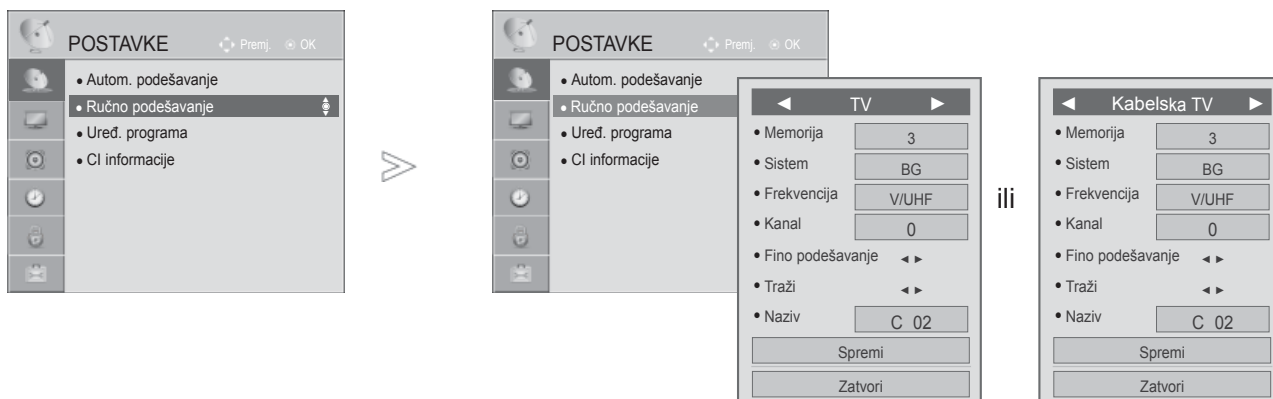 POSTAVKE Premj. OK
• Autom. podešavanje
• Ručno podešavanje
• Uređ. programa
• CI informacije
POSTAVKE Premj. OK
• Autom. podešavanje
• Ručno podešavanje
• Uređ. programa
• CI informacije
◄ TV ►
• Memorija 3
• Sistem BG
• Frekvencija V/UHF
• Kanal 0
• Fino podešavanje ◄ ►
• Traži ◄ ►
• Naziv C 02
Spremi
Zatvori
ili
◄ Kabelska TV ►
• Memorija 3
• Sistem BG
• Frekvencija V/UHF
• Kanal 0
• Fino podešavanje ◄ ►
• Traži ◄ ►
• Naziv C 02
Spremi
Zatvori